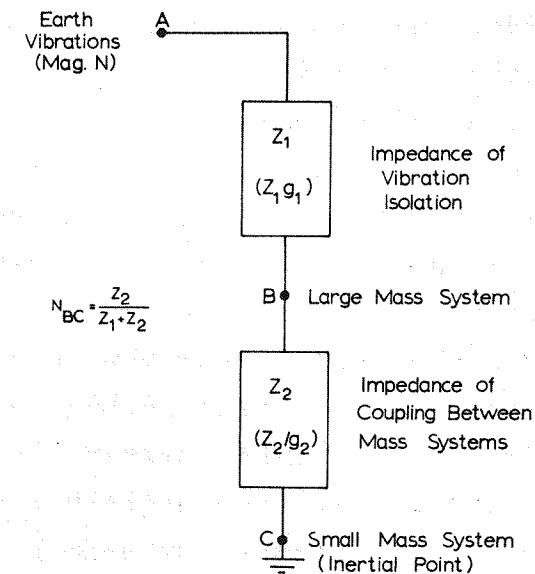 Earth
Vibrations
(Mag. N)
A
Z₁
(Z₁g₁)
Impedance of
Vibration
Isolation
N_BC = Z₂ / Z₁+Z₂
B
Large Mass System
Z₂
(Z₂/g₂)
Impedance of
Coupling Between
Mass Systems
C
Small Mass System
(Inertial Point)